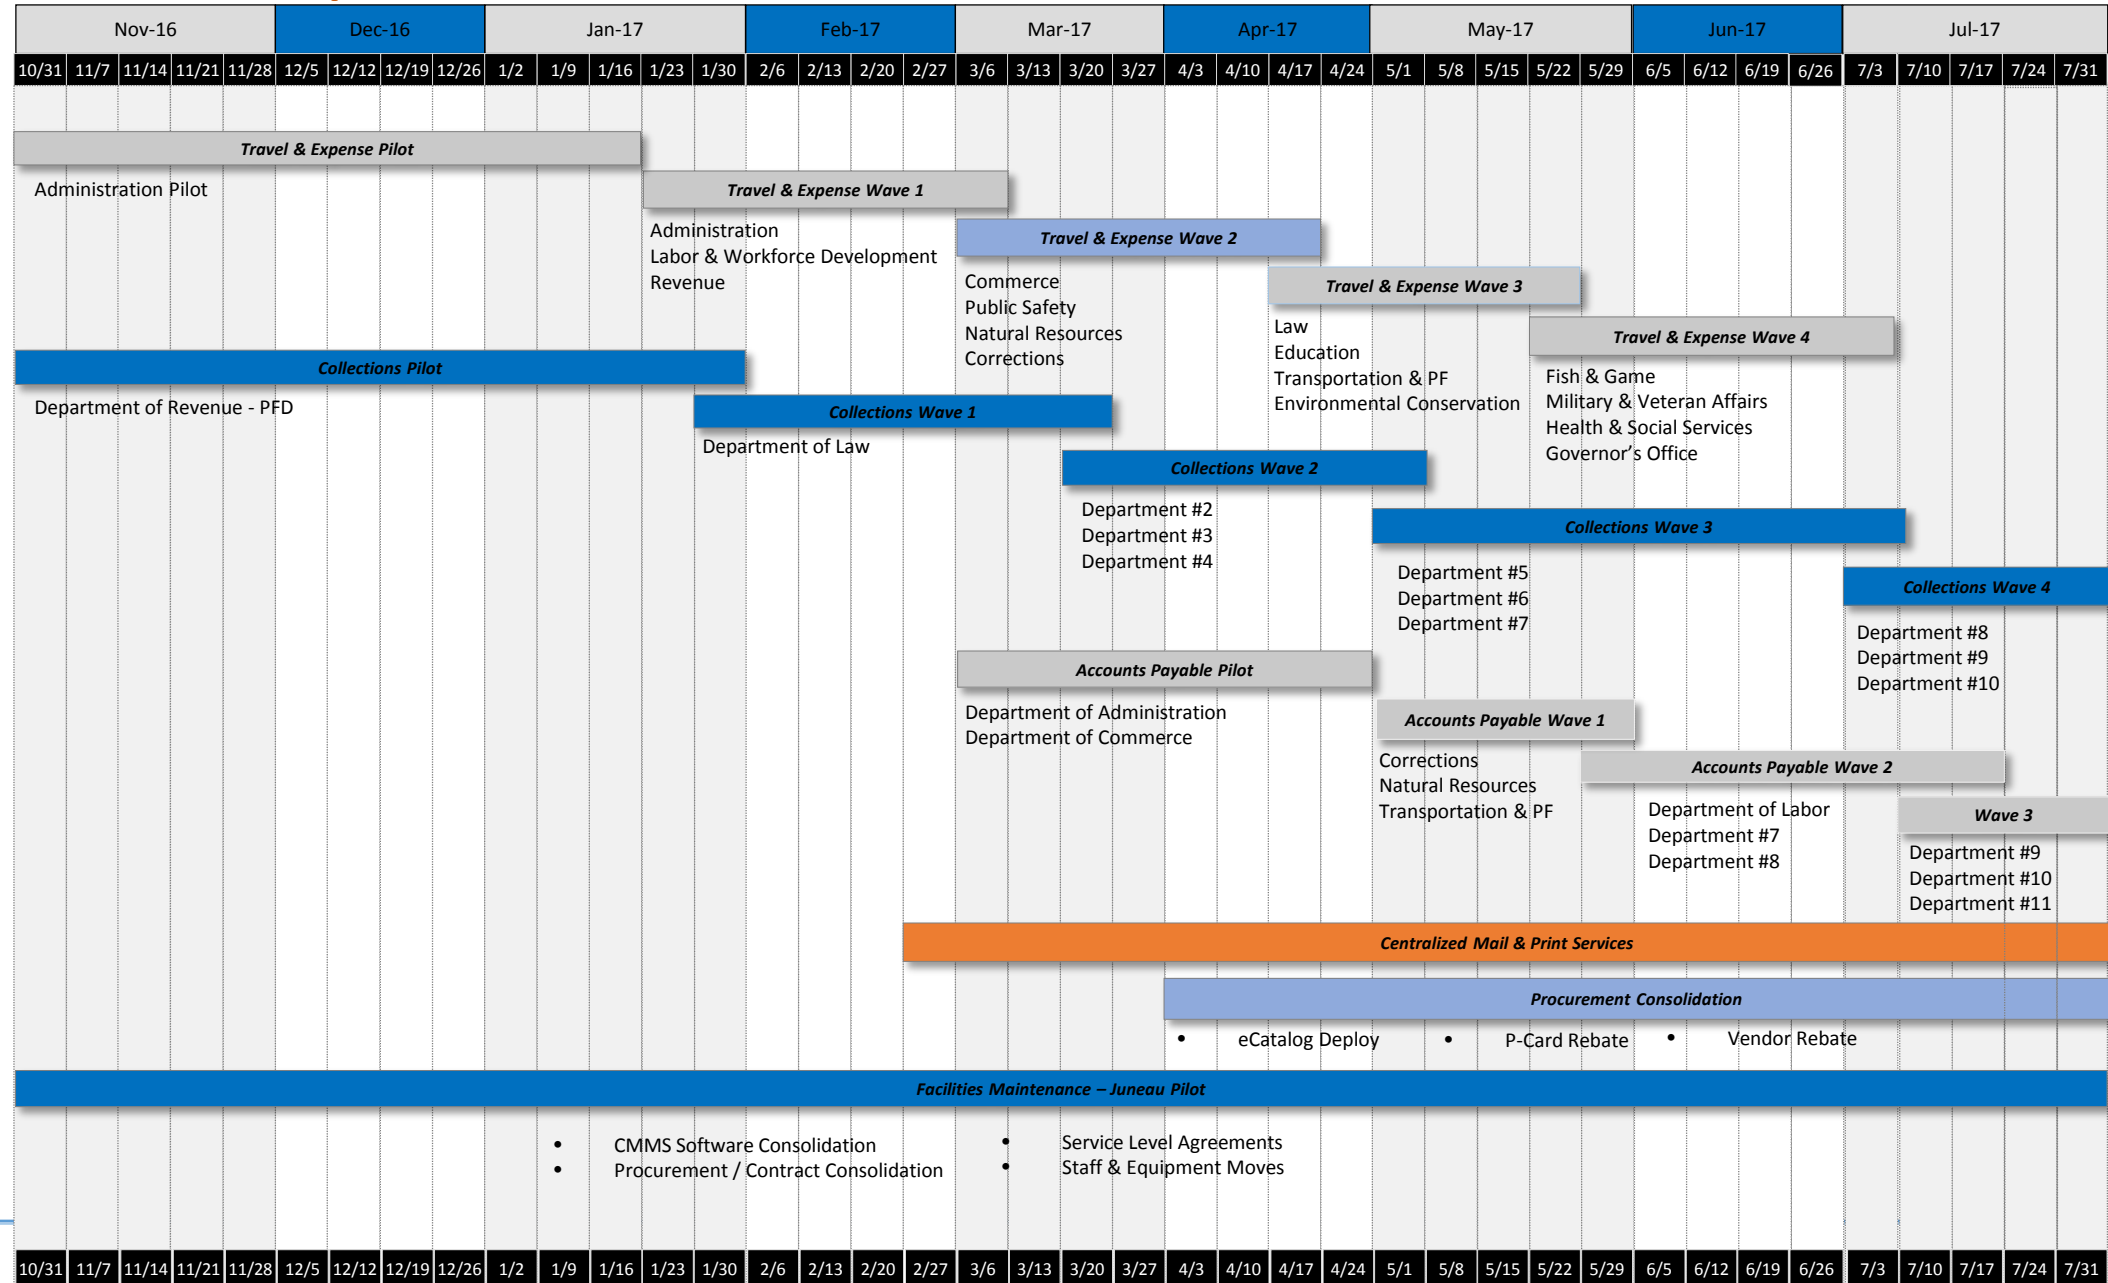 Nov-16 Dec-16 Jan-17 Feb-17 Mar-17 Apr-17 May-17 Jun-17 Jul-17
10/31 11/7 11/14 11/21 11/28 12/5 12/12 12/19 12/26 1/2 1/9 1/16 1/23 1/30 2/6 2/13 2/20 2/27 3/6 3/13 3/20 3/27 4/3 4/10 4/17 4/24 5/1 5/8 5/15 5/22 5/29 6/5 6/12 6/19 6/26 7/3 7/10 7/17 7/24 7/31
Travel & Expense Pilot
Administration Pilot
Travel & Expense Wave 1
Administration
Labor & Workforce Development
Revenue
Travel & Expense Wave 2
Commerce
Public Safety
Natural Resources
Corrections
Travel & Expense Wave 3
Law
Education
Transportation & PF
Environmental Conservation
Travel & Expense Wave 4
Fish & Game
Military & Veteran Affairs
Health & Social Services
Governor's Office
Collections Pilot
Department of Revenue - PFD
Collections Wave 1
Department of Law
Collections Wave 2
Department #2
Department #3
Department #4
Collections Wave 3
Department #5
Department #6
Department #7
Collections Wave 4
Department #8
Department #9
Department #10
Accounts Payable Pilot
Department of Administration
Department of Commerce
Accounts Payable Wave 1
Corrections
Natural Resources
Transportation & PF
Accounts Payable Wave 2
Department of Labor
Department #7
Department #8
Wave 3
Department #9
Department #10
Department #11
Centralized Mail & Print Services
Procurement Consolidation
• eCatalog Deploy • P-Card Rebate • Vendor Rebate
Facilities Maintenance – Juneau Pilot
• CMMS Software Consolidation
• Procurement / Contract Consolidation
• Service Level Agreements
• Staff & Equipment Moves
10/31 11/7 11/14 11/21 11/28 12/5 12/12 12/19 12/26 1/2 1/9 1/16 1/23 1/30 2/6 2/13 2/20 2/27 3/6 3/13 3/20 3/27 4/3 4/10 4/17 4/24 5/1 5/8 5/15 5/22 5/29 6/5 6/12 6/19 6/26 7/3 7/10 7/17 7/24 7/31